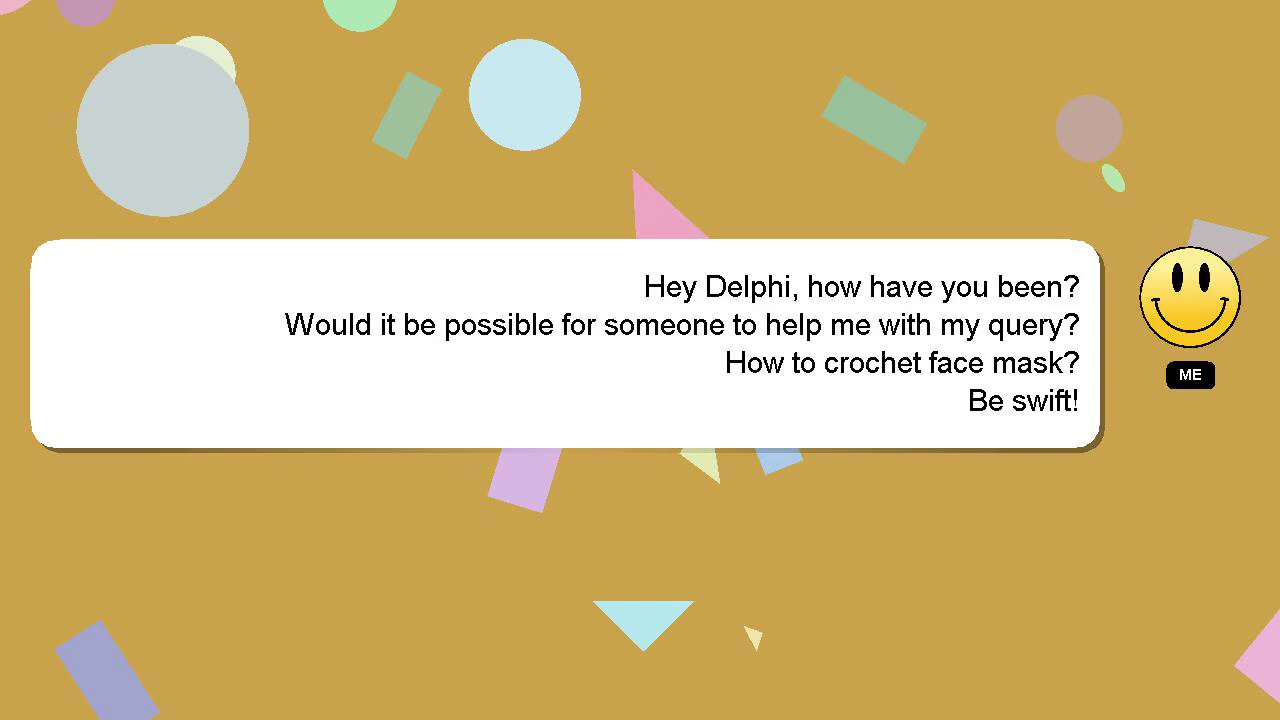 Hey Delphi, how have you been?
Would it be possible for someone to help me with my query?
How to crochet face mask?
Be swift!
ME